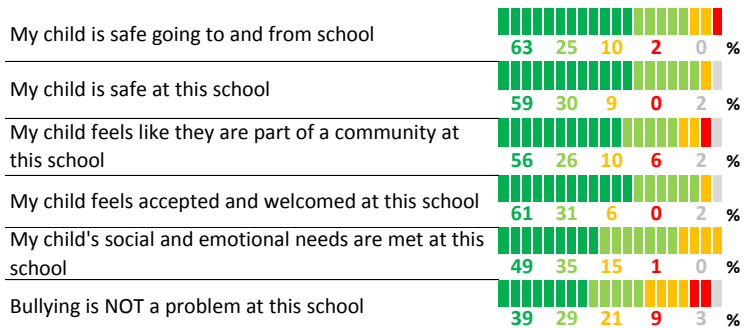 My child is safe going to and from school
63 25 10 2 0 %
My child is safe at this school
59 30 9 0 2 %
My child feels like they are part of a community at
this school
56 26 10 6 2 %
My child feels accepted and welcomed at this school
61 31 6 0 2 %
My child's social and emotional needs are met at this
school
49 35 15 1 0 %
Bullying is NOT a problem at this school
39 29 21 9 3 %